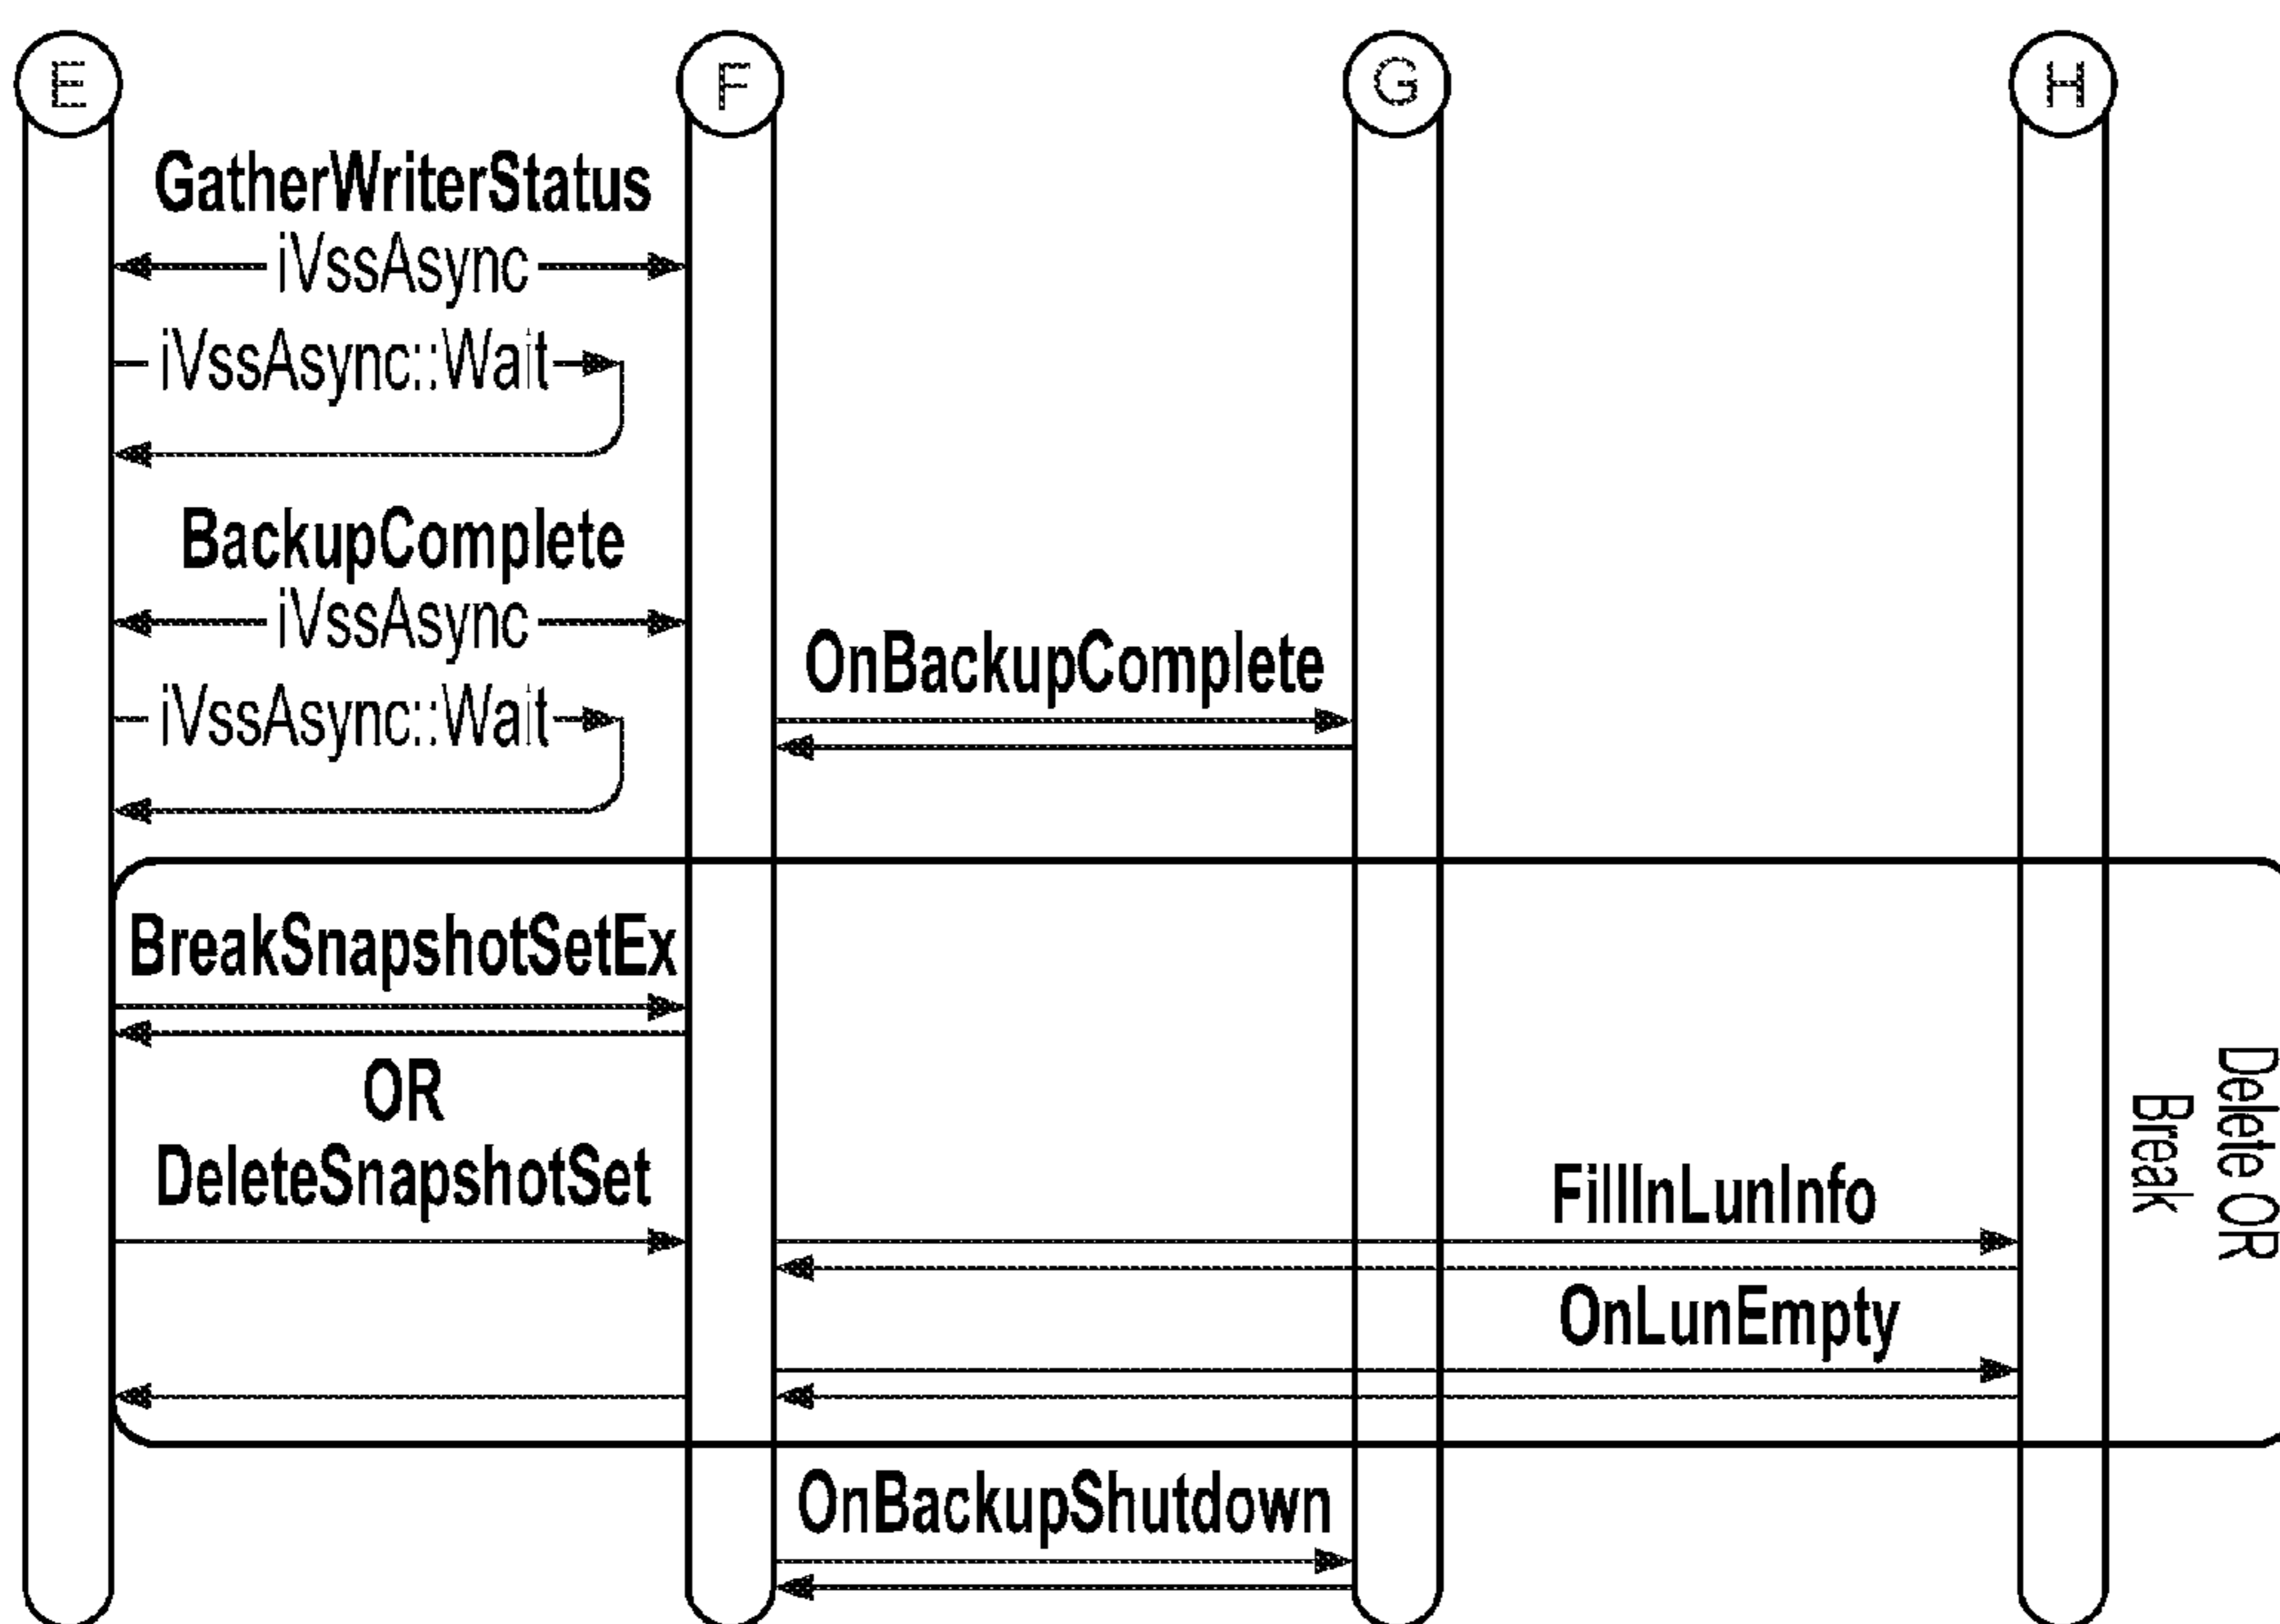 E
F
G
H
GatherWriterStatus
iVssAsync
iVssAsync::Wait
BackupComplete
iVssAsync
OnBackupComplete
iVssAsync::Wait
BreakSnapshotSetEx
OR
DeleteSnapshotSet
FillInLunInfo
OnLunEmpty
Delete OR
Break
OnBackupShutdown